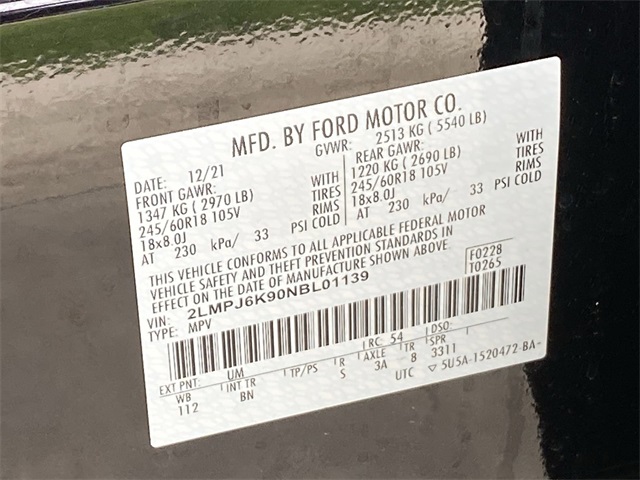 MFD. BY FORD MOTOR CO.
DATE: 12/21 GVWR: 2513 KG ( 5540 LB)
FRONT GAWR: REAR GAWR:
1347 KG ( 2970 LB) WITH 1220 KG ( 2690 LB) WITH
245/60R18 105V TIRES 245/60R18 105V TIRES
18x8.0J RIMS 18x8.0J RIMS
AT 230 kPa/ 33 PSI COLD AT 230 kPa/ 33 PSI COLD
THIS VEHICLE CONFORMS TO ALL APPLICABLE FEDERAL MOTOR
VEHICLE SAFETY AND THEFT PREVENTION STANDARDS IN
EFFECT ON THE DATE OF MANUFACTURE SHOWN ABOVE.
F0228
T0265
VIN: 2LMPJ6K90NBL01139
TYPE: MPV
EXT PNT: UM RC: 54 DSO:
WB INT TR TP/PS R AXLE TR SPR
112 BN S 3A 8 3311
UTC ▽ 5U5A-1520472-BA-